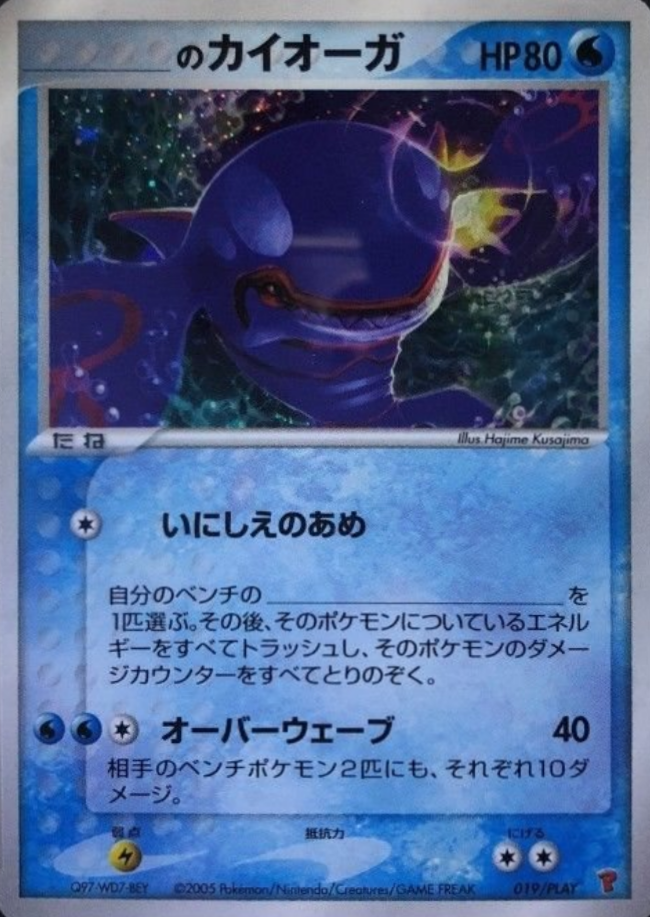 のカイオーガ HP80
たね Illus.Hajime Kusajima
いにしえのあめ
自分のベンチの を
1匹選ぶ。その後、そのポケモンについているエネル
ギーをすべてトラッシュし、そのポケモンのダメー
ジカウンターをすべてとりのぞく。
オーバーウェーブ 40
相手のベンチポケモン2匹にも、それぞれ10ダ
メージ。
弱点 抵抗力 にげる
Q97-WD7-BEY ©2005 Pokémon/Nintendo/Creatures/GAME FREAK 019/PLAY